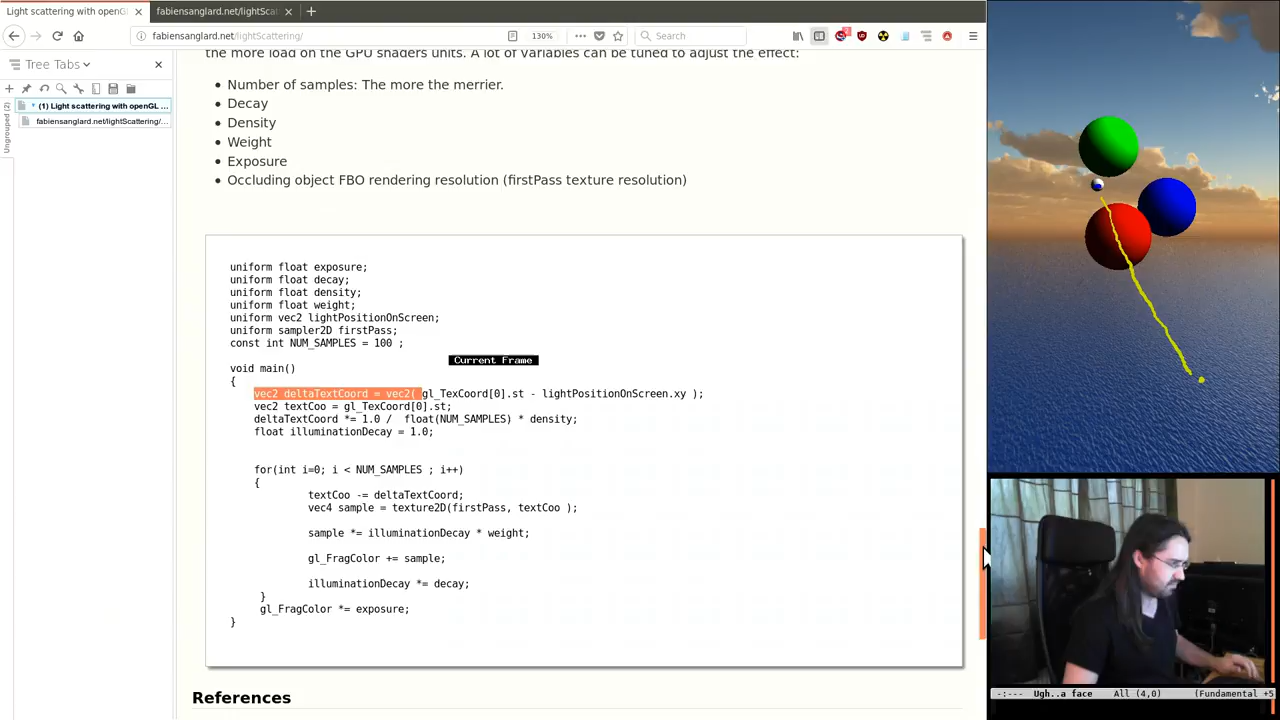 Light scattering with openG
fabiensanglard.net/lightScat
fabiensanglard.net/lightScattering/
130%
Search
Tree Tabs
Ungrouped (2)
(1) Light scattering with openGL ...
fabiensanglard.net/lightScattering/...
the more load on the GPU shaders units. A lot of variables can be tuned to adjust the effect:
Number of samples: The more the merrier.
Decay
Density
Weight
Exposure
Occluding object FBO rendering resolution (firstPass texture resolution)
uniform float exposure;
uniform float decay;
uniform float density;
uniform float weight;
uniform vec2 lightPositionOnScreen;
uniform sampler2D firstPass;
const int NUM_SAMPLES = 100 ;
Current Frame
void main()
{
vec2 deltaTextCoord = vec2( gl_TexCoord[0].st - lightPositionOnScreen.xy );
vec2 textCoo = gl_TexCoord[0].st;
deltaTextCoord *= 1.0 /  float(NUM_SAMPLES) * density;
float illuminationDecay = 1.0;
for(int i=0; i < NUM_SAMPLES ; i++)
{
textCoo -= deltaTextCoord;
vec4 sample = texture2D(firstPass, textCoo );
sample *= illuminationDecay * weight;
gl_FragColor += sample;
illuminationDecay *= decay;
}
gl_FragColor *= exposure;
}
References
-:--- Ugh..a face All (4,0) (Fundamental +5